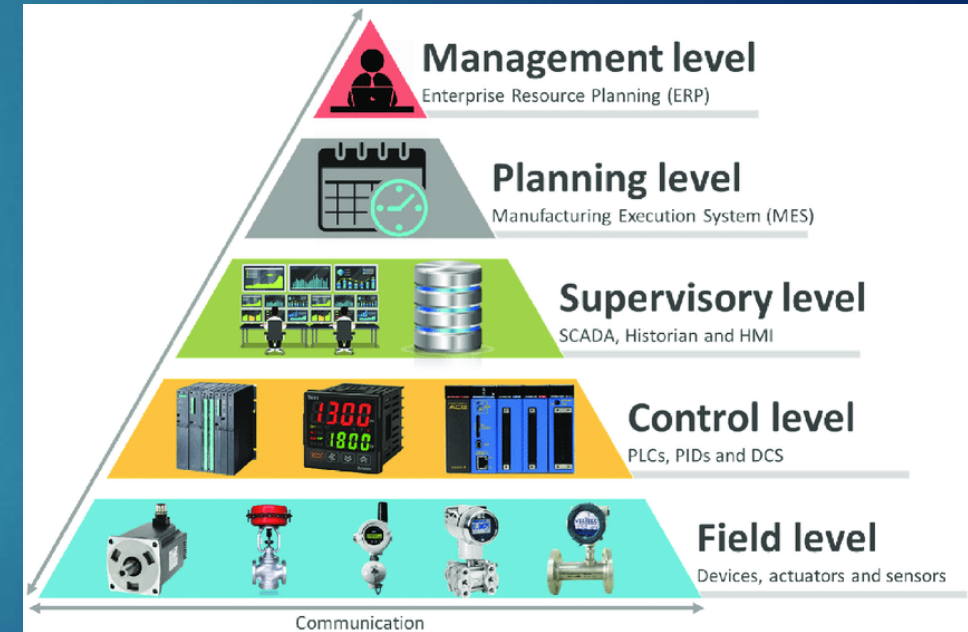 Management level
Enterprise Resource Planning (ERP)
Planning level
Manufacturing Execution System (MES)
Supervisory level
SCADA, Historian and HMI
1300
1800
Control level
PLCs, PIDs and DCS
Field level
Devices, actuators and sensors
Communication